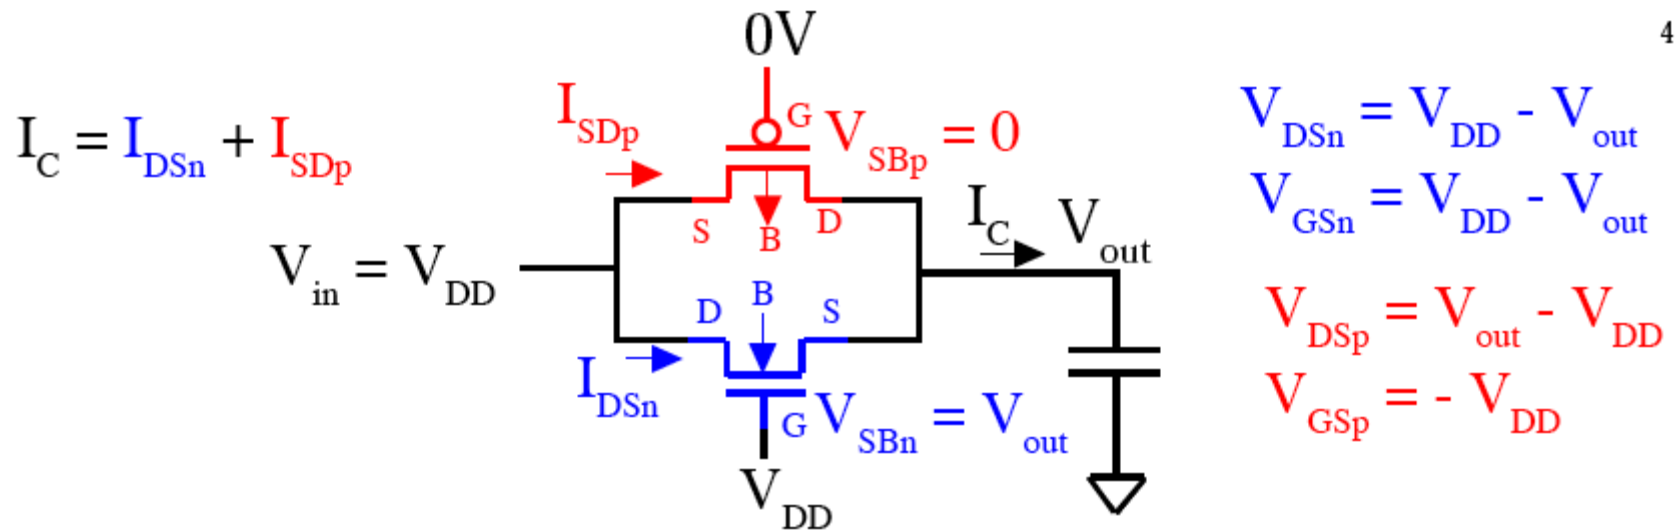 4
0V
I_C = I_DSn + I_SDp
I_SDp
G
V_SBp = 0
S
B
D
V_in = V_DD
I_C
V_out
D
B
S
I_DSn
G
V_SBn = V_out
V_DD
V_DSn = V_DD - V_out
V_GSn = V_DD - V_out
V_DSp = V_out - V_DD
V_GSp = - V_DD